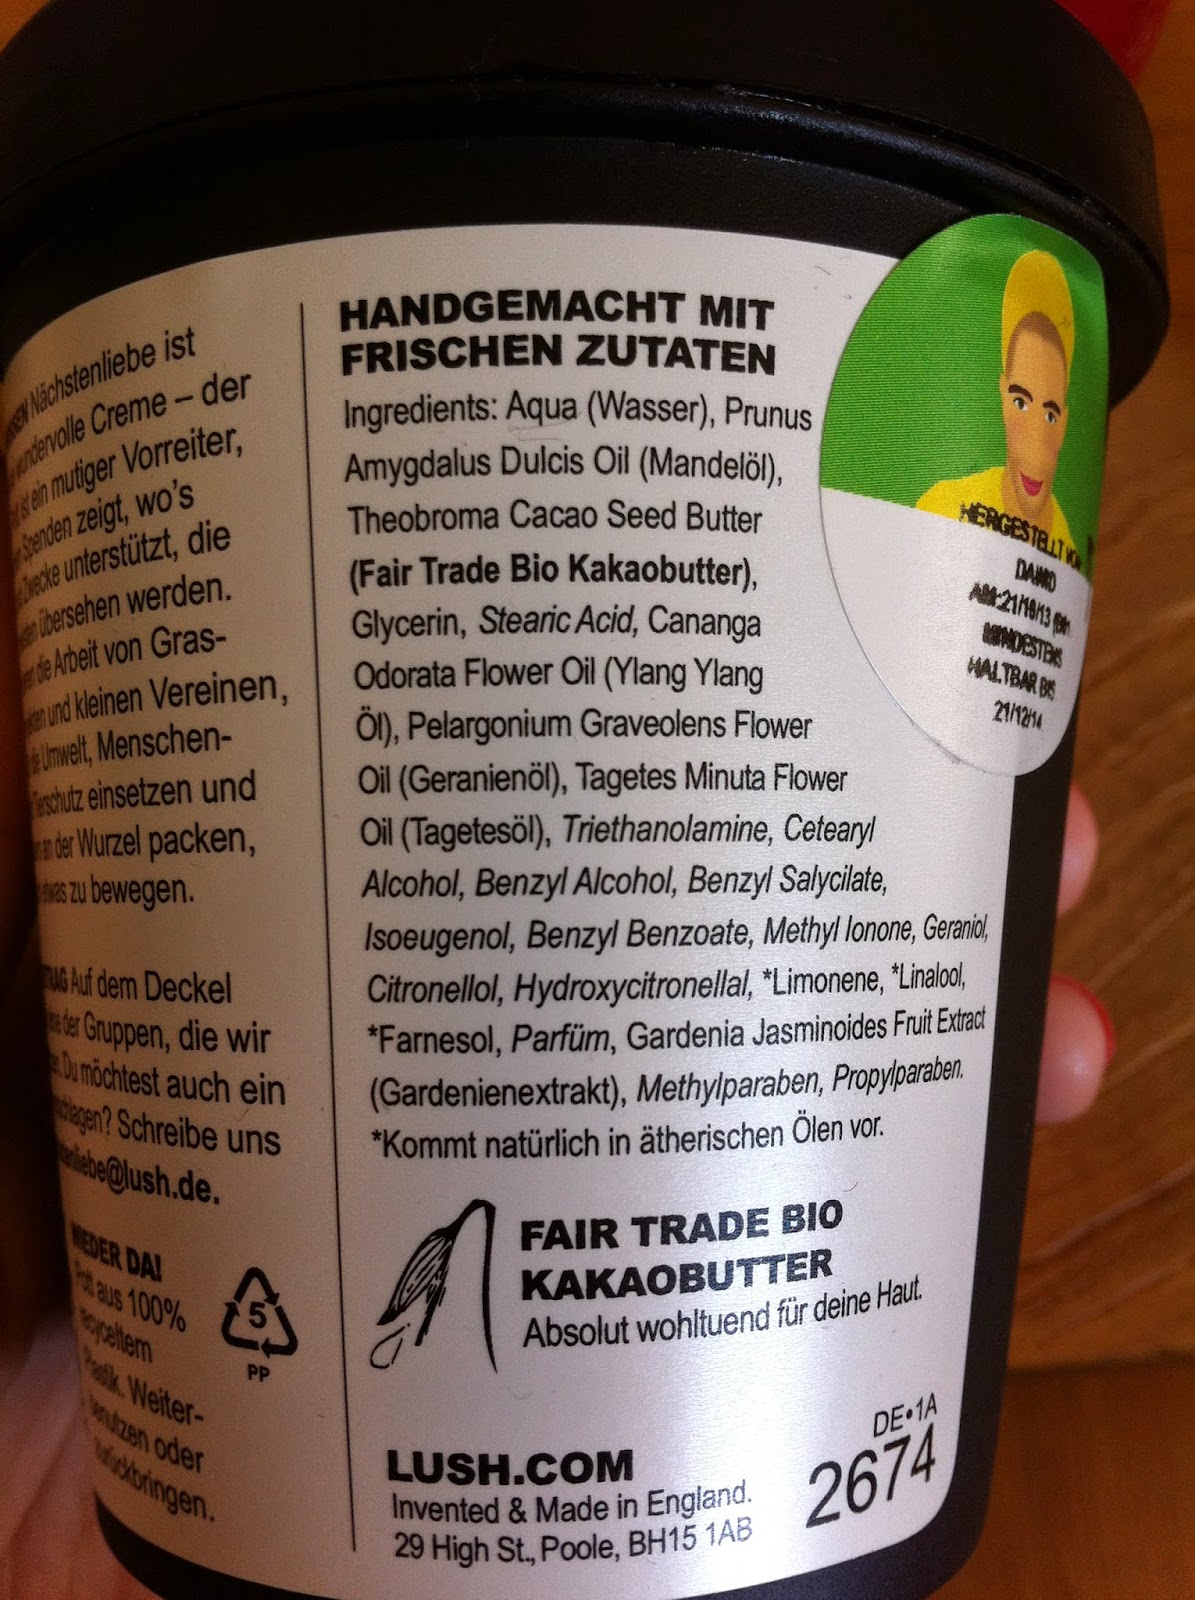 Nächstenliebe ist
wundervolle Creme – der
ist ein mutiger Vorreiter,
Spenden zeigt, wo's
Zwecke unterstützt, die
übersehen werden.
die Arbeit von Gras-
und kleinen Vereinen,
Umwelt, Menschen-
Tierschutz einsetzen und
an der Wurzel packen,
etwas zu bewegen.
Auf dem Deckel
der Gruppen, die wir
Du möchtest auch ein
Schreibe uns
@lush.de.
WIEDER DA!
Pott aus 100%
recyceltem
Plastik. Weiter-
benutzen oder
zurückbringen.
5
PP
HANDGEMACHT MIT
FRISCHEN ZUTATEN
Ingredients: Aqua (Wasser), Prunus
Amygdalus Dulcis Oil (Mandelöl),
Theobroma Cacao Seed Butter
(Fair Trade Bio Kakaobutter),
Glycerin, Stearic Acid, Cananga
Odorata Flower Oil (Ylang Ylang
Öl), Pelargonium Graveolens Flower
Oil (Geranienöl), Tagetes Minuta Flower
Oil (Tagetesöl), Triethanolamine, Cetearyl
Alcohol, Benzyl Alcohol, Benzyl Salycilate,
Isoeugenol, Benzyl Benzoate, Methyl Ionone, Geraniol,
Citronellol, Hydroxycitronellal, *Limonene, *Linalool,
*Farnesol, Parfüm, Gardenia Jasminoides Fruit Extract
(Gardenienextrakt), Methylparaben, Propylparaben.
*Kommt natürlich in ätherischen Ölen vor.
FAIR TRADE BIO
KAKAOBUTTER
Absolut wohltuend für deine Haut.
LUSH.COM
Invented & Made in England.
29 High St., Poole, BH15 1AB
DE•1A
2674
HERGESTELLT VON
DAVID
AM:21/10/13
MINDESTENS
HALTBAR BIS
21/12/14